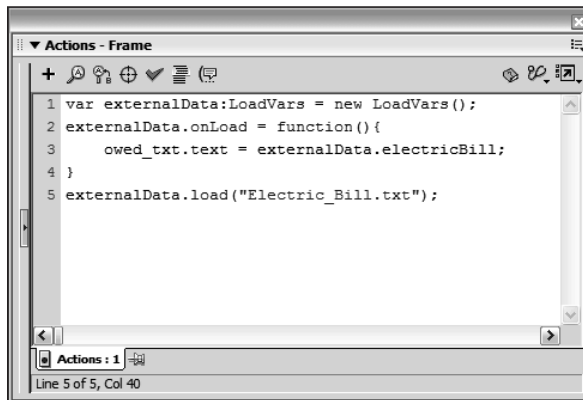 Actions - Frame
1 var externalData:LoadVars = new LoadVars();
2 externalData.onLoad = function(){
3 owed_txt.text = externalData.electricBill;
4 }
5 externalData.load("Electric_Bill.txt");
Actions : 1
Line 5 of 5, Col 40